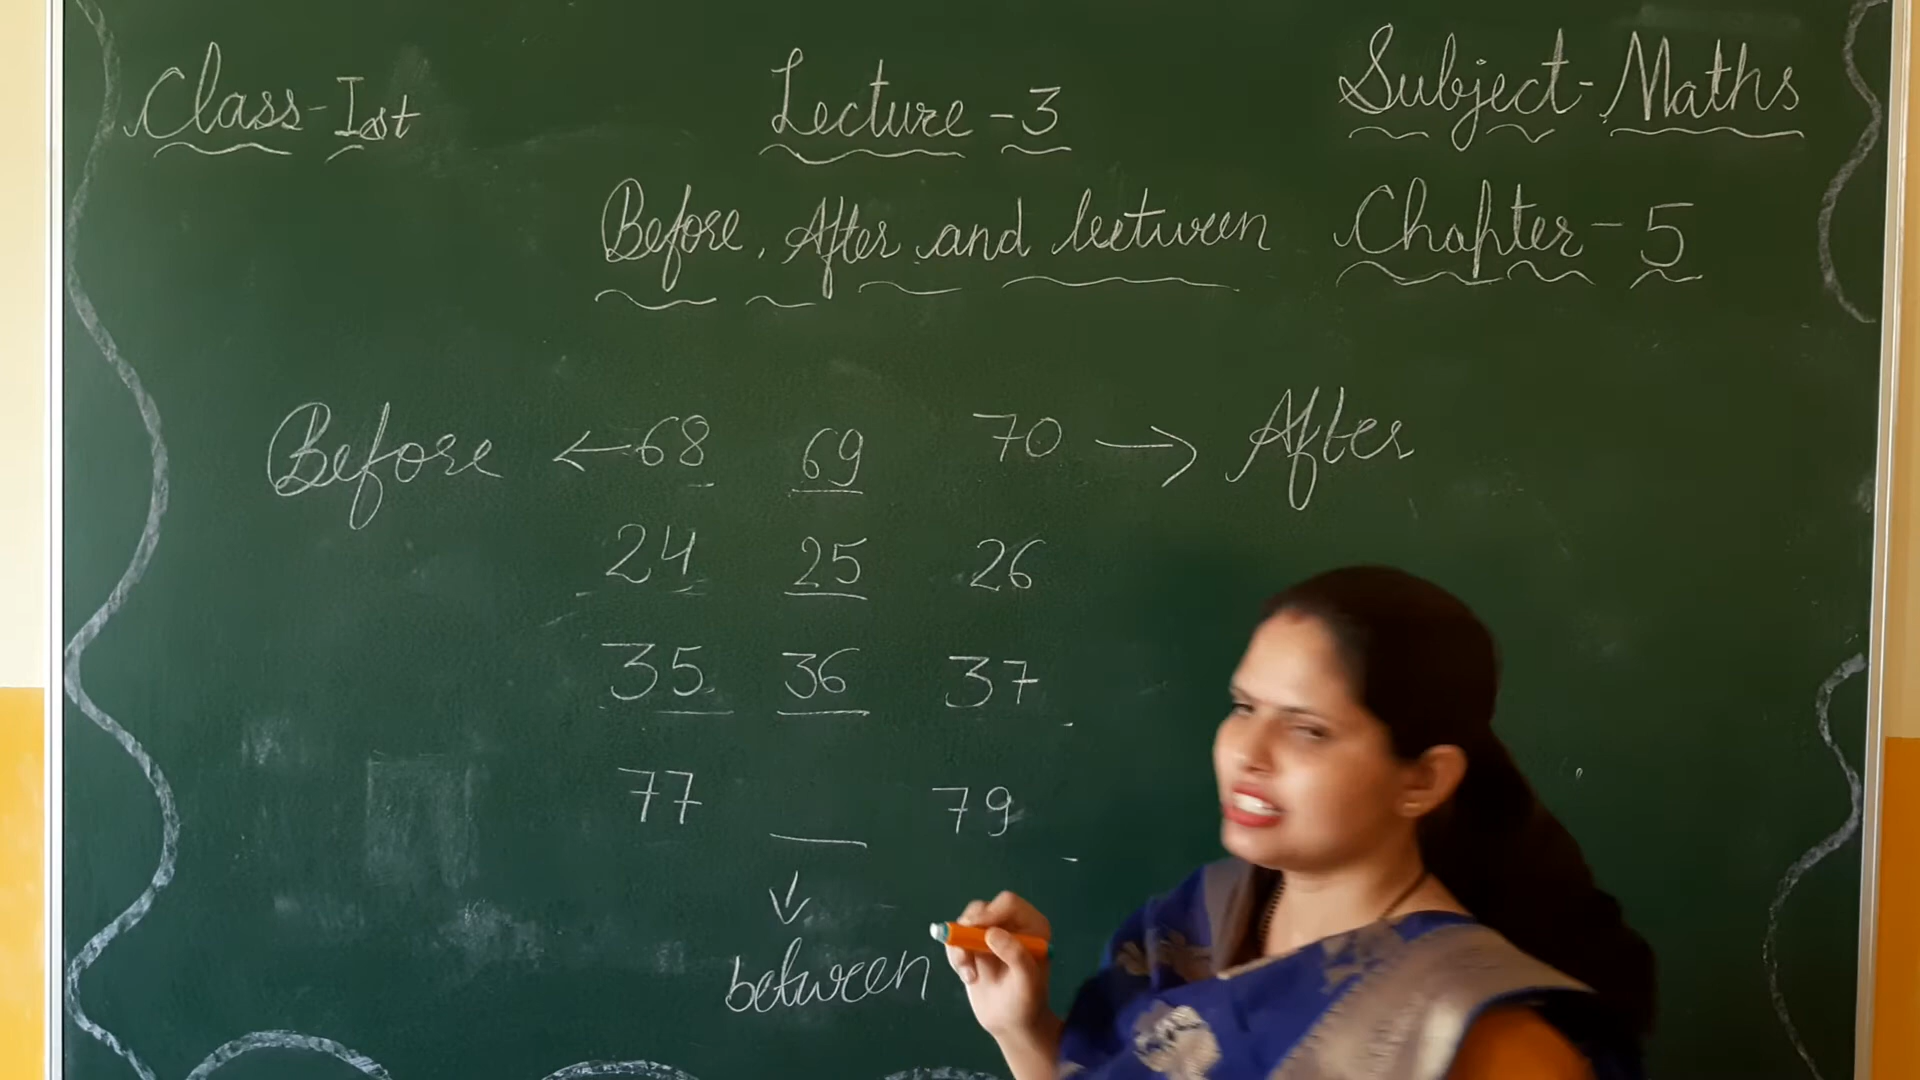 Class-Ist Lecture-3 Subject-Maths
Before, After and between Chapter-5
Before ← 68 69 70 → After
24 25 26
35 36 37
77 __ 79
↓
between